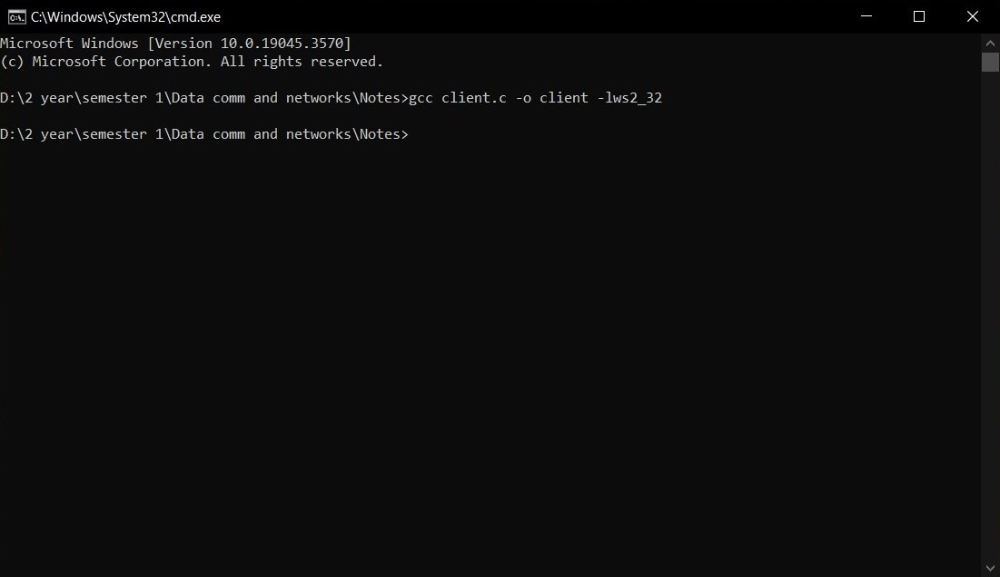 C:\Windows\System32\cmd.exe
Microsoft Windows [Version 10.0.19045.3570]
(c) Microsoft Corporation. All rights reserved.
D:\2 year\semester 1\Data comm and networks\Notes>gcc client.c -o client -lws2_32
D:\2 year\semester 1\Data comm and networks\Notes>